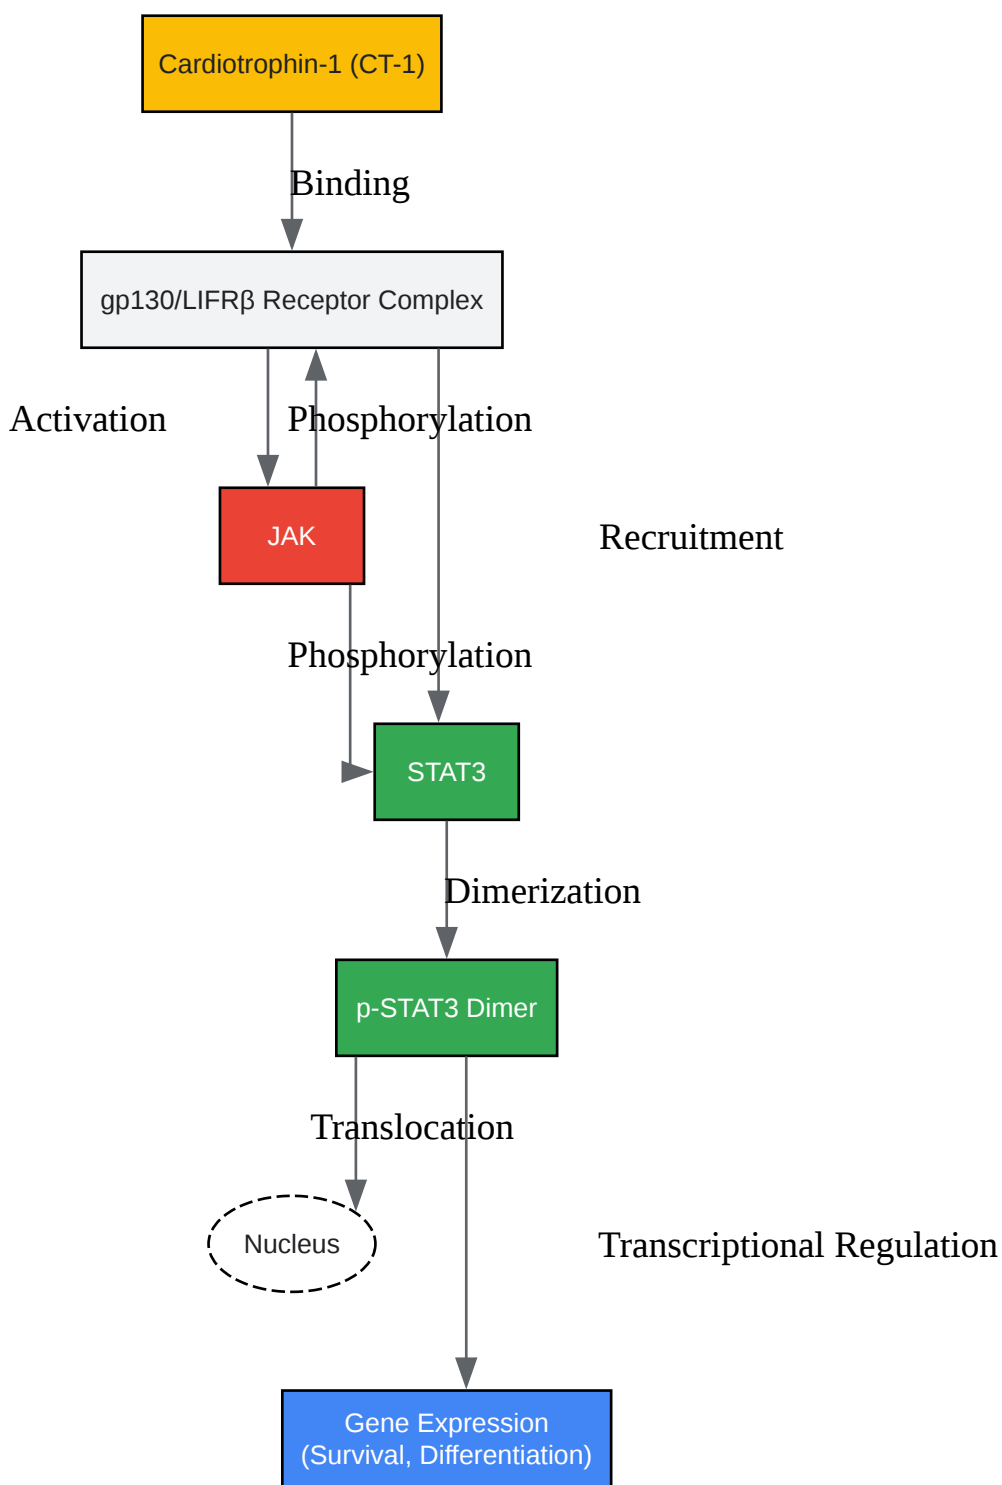 Cardiotrophin-1 (CT-1)
Binding
gp130/LIFRβ Receptor Complex
Activation
Phosphorylation
JAK
Recruitment
Phosphorylation
STAT3
Dimerization
p-STAT3 Dimer
Translocation
Nucleus
Transcriptional Regulation
Gene Expression
(Survival, Differentiation)